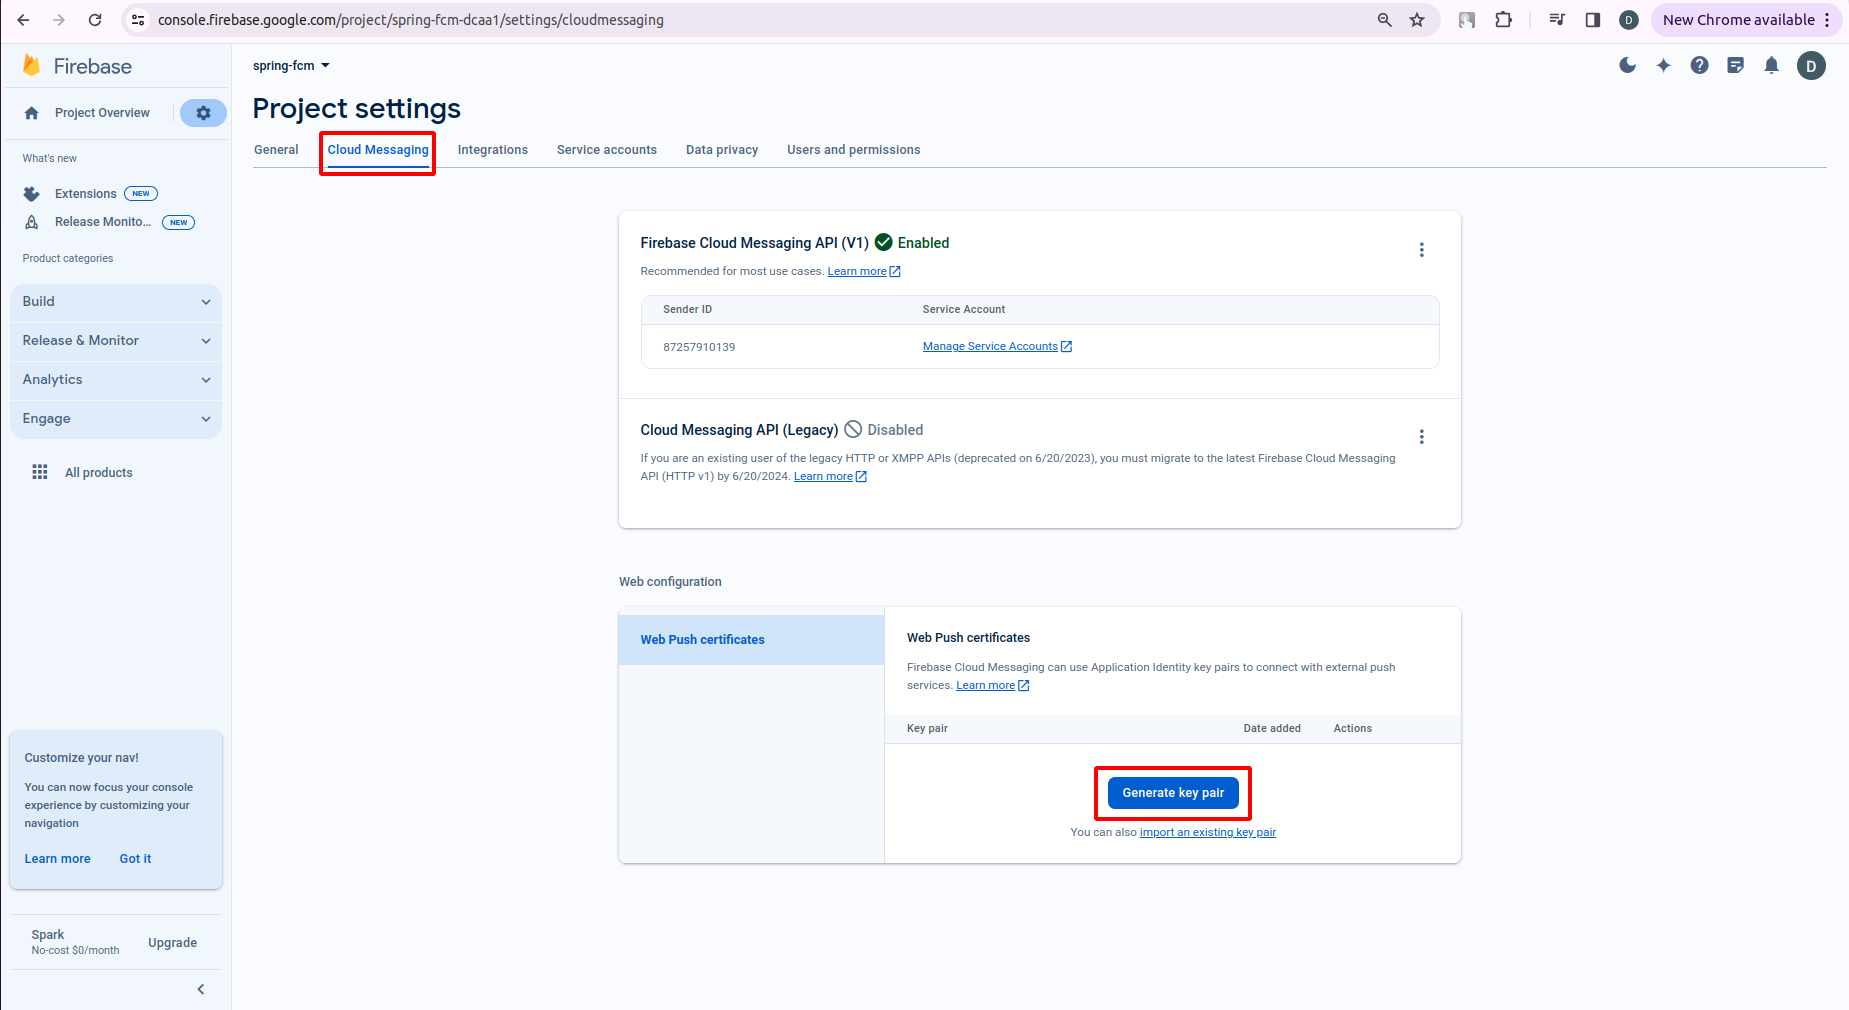 console.firebase.google.com/project/spring-fcm-dcaa1/settings/cloudmessaging
D
New Chrome available
Firebase
spring-fcm
D
Project Overview
Project settings
General
Cloud Messaging
Integrations
Service accounts
Data privacy
Users and permissions
What's new
Extensions NEW
Release Monito... NEW
Product categories
Build
Release & Monitor
Analytics
Engage
All products
Customize your nav!
You can now focus your console
experience by customizing your
navigation
Learn more Got it
Spark
No-cost $0/month
Upgrade
Firebase Cloud Messaging API (V1) Enabled
Recommended for most use cases. Learn more
Sender ID Service Account
87257910139 Manage Service Accounts
Cloud Messaging API (Legacy) Disabled
If you are an existing user of the legacy HTTP or XMPP APIs (deprecated on 6/20/2023), you must migrate to the latest Firebase Cloud Messaging
API (HTTP v1) by 6/20/2024. Learn more
Web configuration
Web Push certificates
Web Push certificates
Firebase Cloud Messaging can use Application Identity key pairs to connect with external push
services. Learn more
Key pair Date added Actions
Generate key pair
You can also import an existing key pair